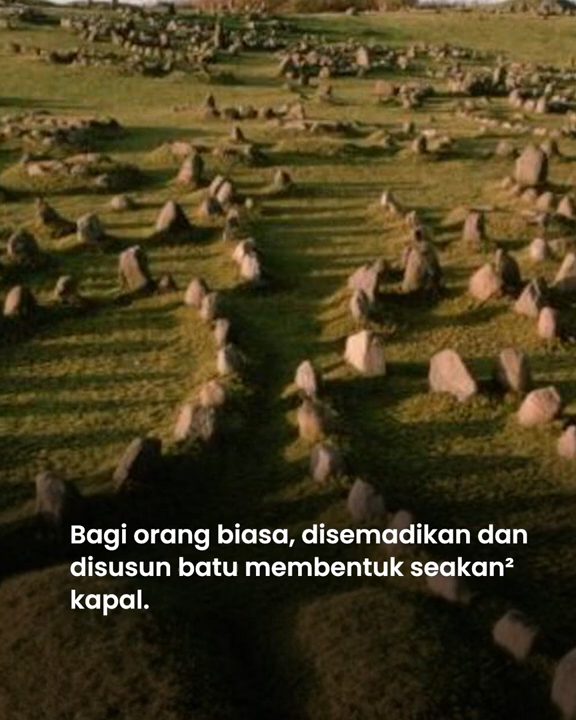 Bagi orang biasa, disemadikan dan
disusun batu membentuk seakan²
kapal.